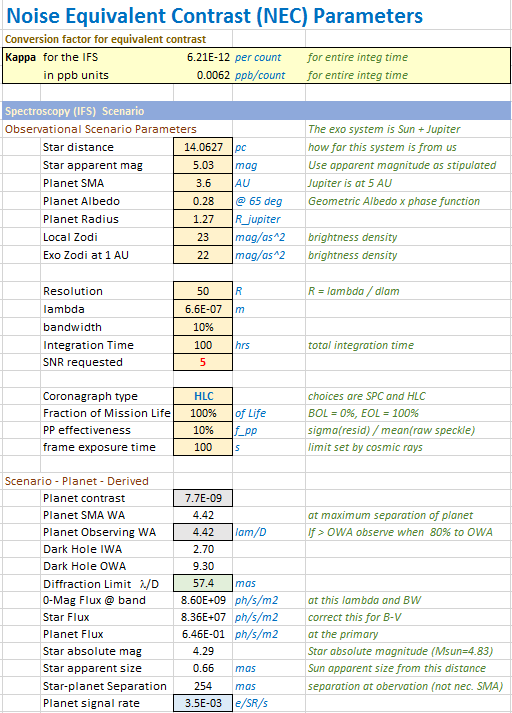 Noise Equivalent Contrast (NEC) Parameters
Conversion factor for equivalent contrast
Kappa for the IFS 6.21E-12 per count for entire integ time
in ppb units 0.0062 ppb/count for entire integ time
Spectroscopy (IFS) Scenario
Observational Scenario Parameters The exo system is Sun + Jupiter
Star distance 14.0627 pc how far this system is from us
Star apparent mag 5.03 mag Use apparent magnitude as stipulated
Planet SMA 3.6 AU Jupiter is at 5 AU
Planet Albedo 0.28 @ 65 deg Geometric Albedo x phase function
Planet Radius 1.27 R_jupiter
Local Zodi 23 mag/as^2 brightness density
Exo Zodi at 1 AU 22 mag/as^2 brightness density
Resolution 50 R R = lambda / dlam
lambda 6.6E-07 m
bandwidth 10%
Integration Time 100 hrs total integration time
SNR requested 5
Coronagraph type HLC choices are SPC and HLC
Fraction of Mission Life 100% of Life BOL = 0%, EOL = 100%
PP effectiveness 10% f_pp sigma(resid) / mean(raw speckle)
frame exposure time 100 s limit set by cosmic rays
Scenario - Planet - Derived
Planet contrast 7.7E-09
Planet SMA WA 4.42 at maximum separation of planet
Planet Observing WA 4.42 lam/D If > OWA observe when 80% to OWA
Dark Hole IWA 2.70
Dark Hole OWA 9.30
Diffraction Limit λ/D 57.4 mas
0-Mag Flux @ band 8.60E+09 ph/s/m2 at this lambda and BW
Star Flux 8.36E+07 ph/s/m2 correct this for B-V
Planet Flux 6.46E-01 ph/s/m2 at the primary
Star absolute mag 4.29 Star absolute magnitude (Msun=4.83)
Star apparent size 0.66 mas Sun apparent size from this distance
Star-planet Separation 254 mas separation at obervation (not nec. SMA)
Planet signal rate 3.5E-03 e/SR/s